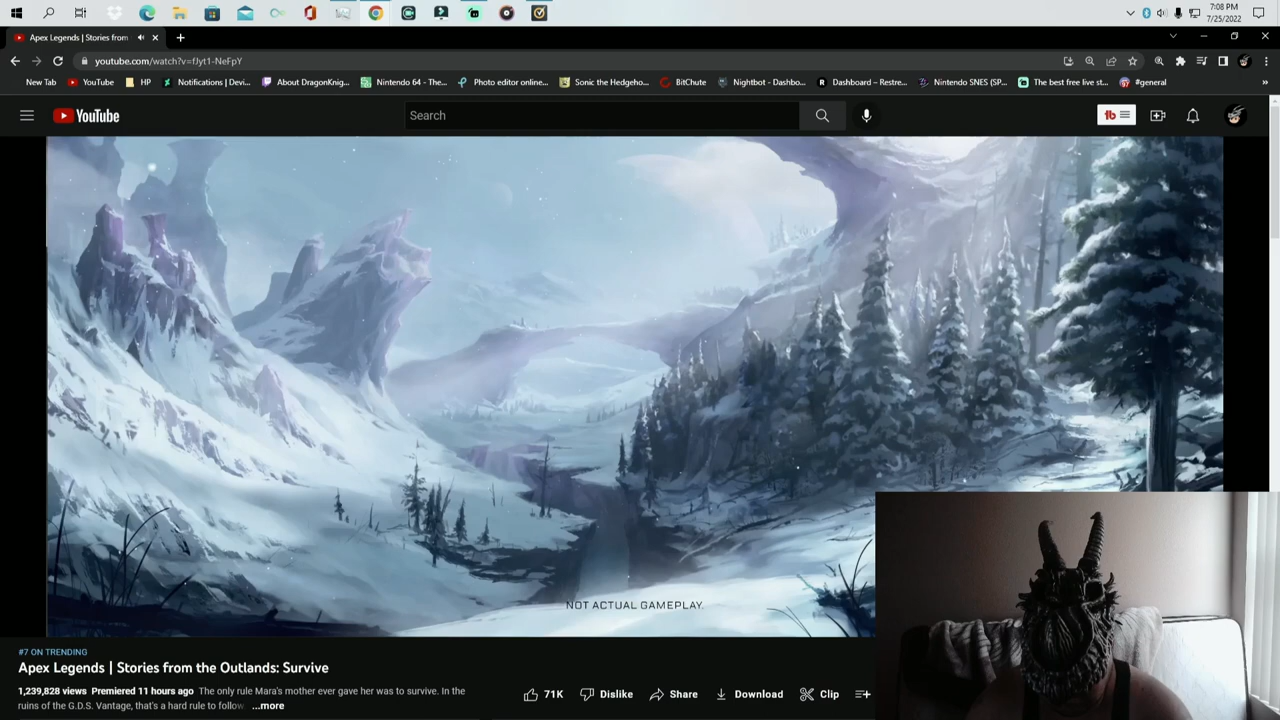 7:08 PM
7/25/2022
Apex Legends | Stories from
youtube.com/watch?v=fJyt1-NeFpY
New Tab
YouTube
HP
Notifications | Devi...
About DragonKnig...
Nintendo 64 - The...
Photo editor online...
Sonic the Hedgeho...
BitChute
Nightbot - Dashbo...
Dashboard – Restre...
Nintendo SNES (SP...
The best free live st...
#general
YouTube
Search
tb
NOT ACTUAL GAMEPLAY.
#7 ON TRENDING
Apex Legends | Stories from the Outlands: Survive
1,239,828 views Premiered 11 hours ago The only rule Mara's mother ever gave her was to survive. In the
ruins of the G.D.S. Vantage, that's a hard rule to follow ...more
71K
Dislike
Share
Download
Clip